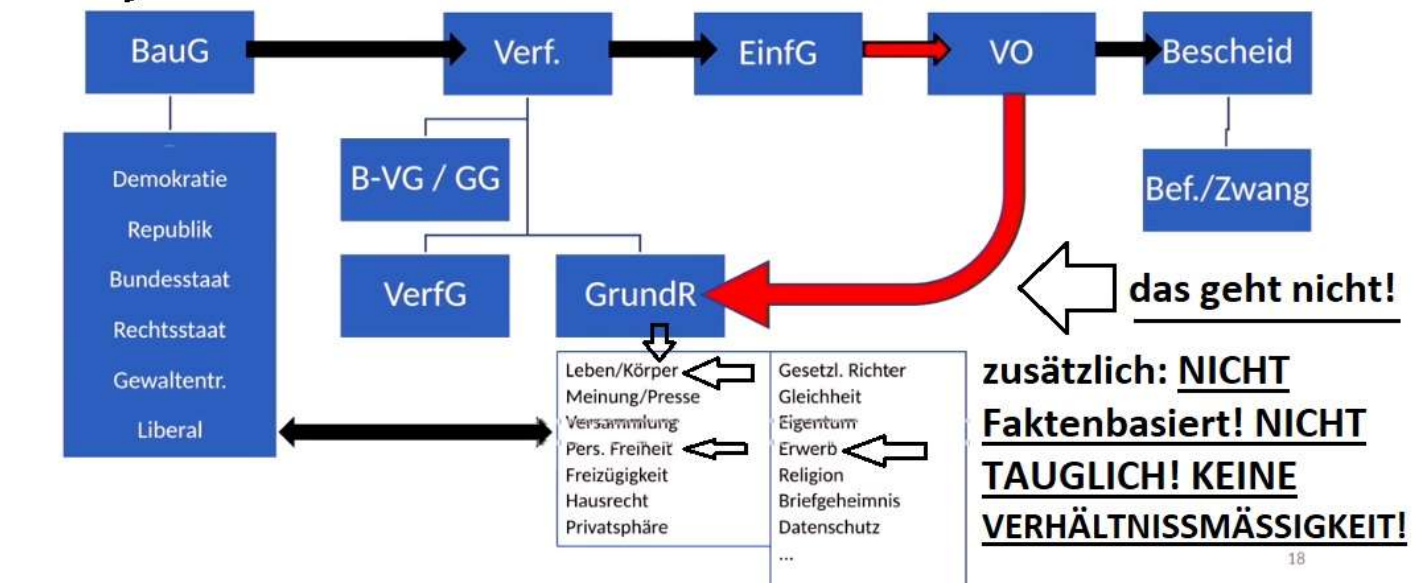 BauG
Verf.
EinfG
VO
Bescheid
Demokratie
Republik
Bundesstaat
Rechtsstaat
Gewaltentr.
Liberal
B-VG / GG
VerfG
GrundR
Bef./Zwang
das geht nicht!
Leben/Körper
Meinung/Presse
Versammlung
Pers. Freiheit
Freizügigkeit
Hausrecht
Privatsphäre
Gesetzl. Richter
Gleichheit
Eigentum
Erwerb
Religion
Briefgeheimnis
Datenschutz
...
zusätzlich: NICHT
Faktenbasiert! NICHT
TAUGLICH! KEINE
VERHÄLTNISSMÄSSIGKEIT!
18